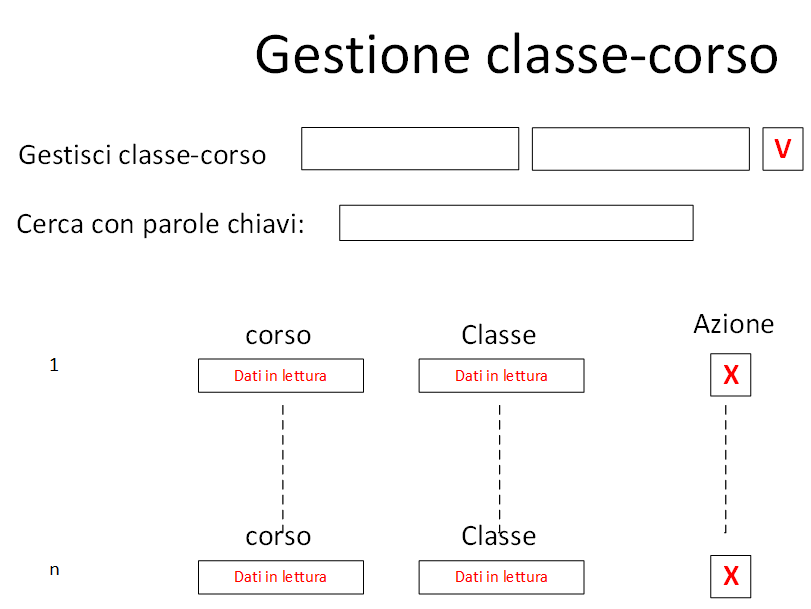 Gestione classe-corso
Gestisci classe-corso V
Cerca con parole chiavi:
corso Classe Azione
1 Dati in lettura Dati in lettura X
corso Classe
n Dati in lettura Dati in lettura X